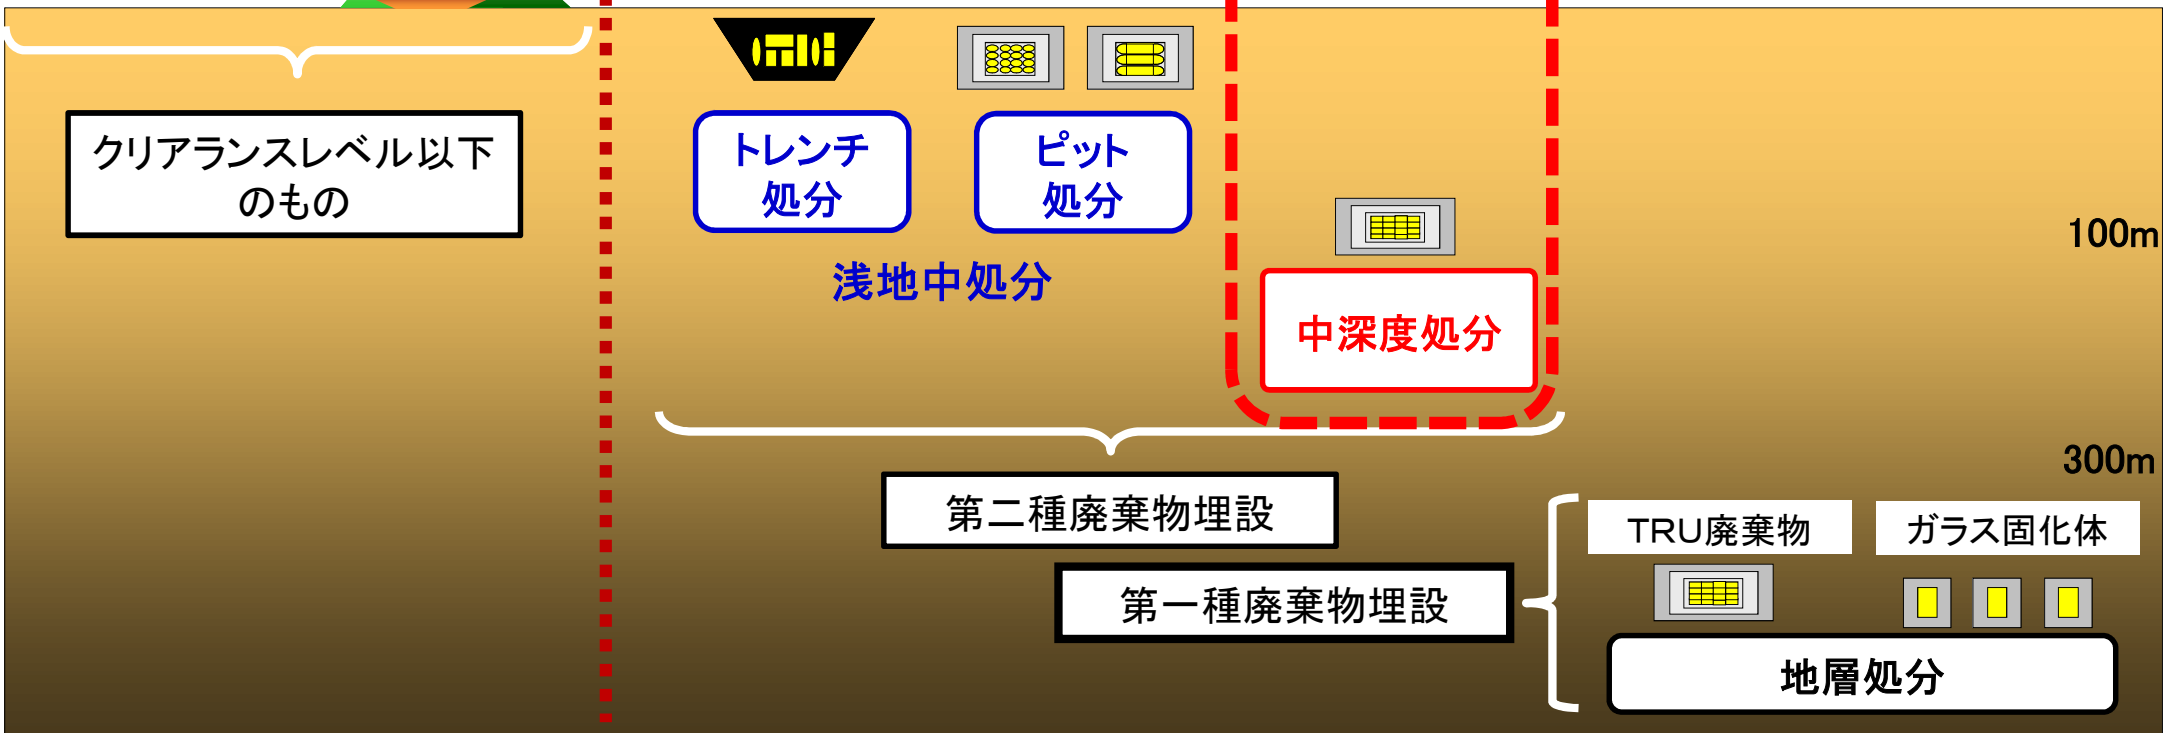 クリアランスレベル以下
のもの
トレンチ
処分
ピット
処分
浅地中処分
中深度処分
100m
300m
第二種廃棄物埋設
第一種廃棄物埋設
TRU廃棄物
ガラス固化体
地層処分